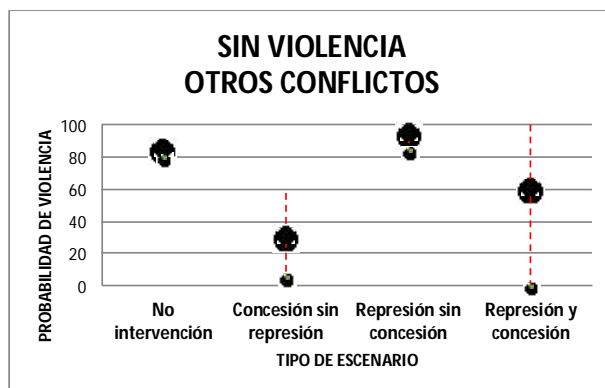 SIN VIOLENCIA
OTROS CONFLICTOS
PROBABILIDAD DE VIOLENCIA
100
80
60
40
20
0
No intervención
Concesión sin represión
Represión sin concesión
Represión y concesión
TIPO DE ESCENARIO